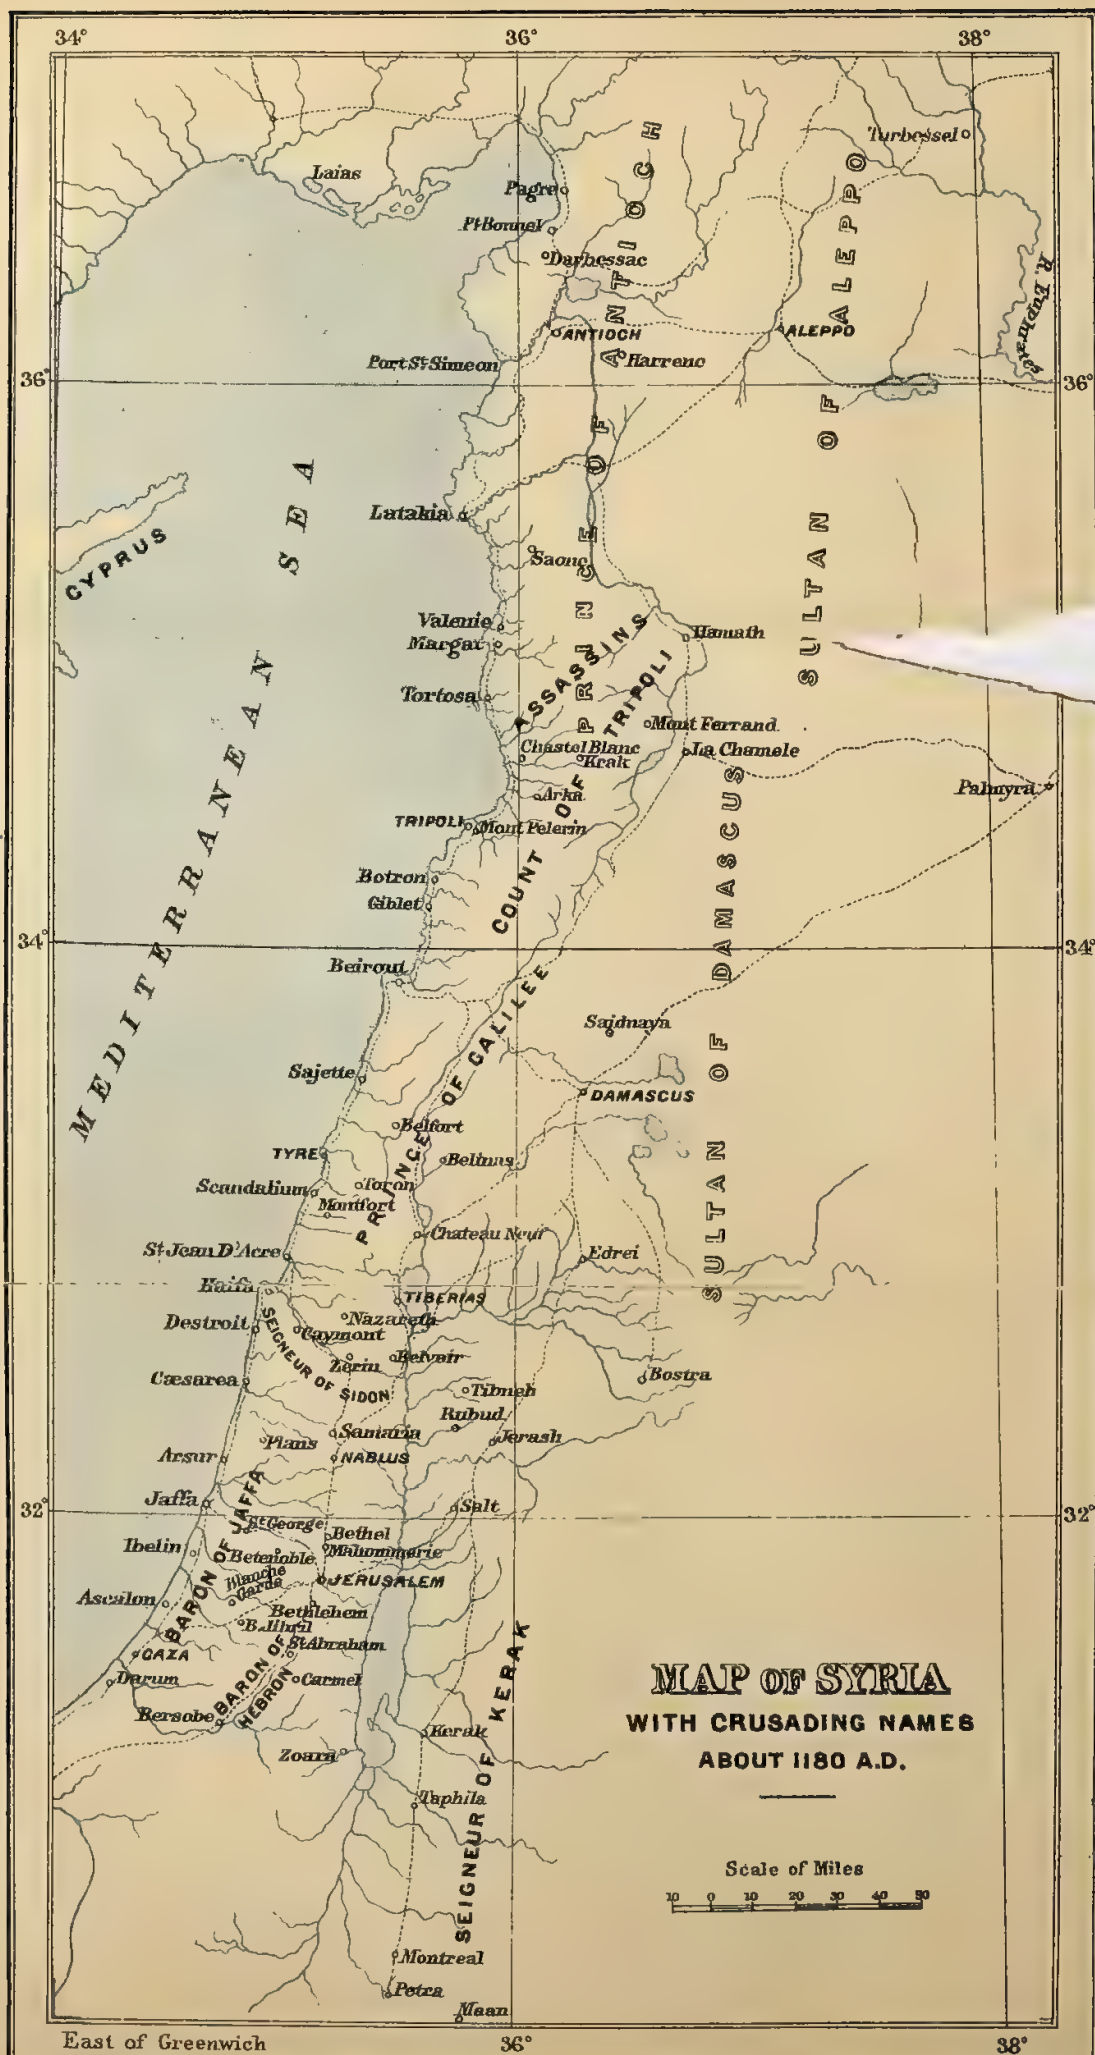 34° 36° 38°
Laias
Turbessel
Pagre
Pt Bonnel
Darbessac
R. Euphrates
ANTIOCH
ALEPPO
Port St. Simeon
Harrenc
36° 36°
PRINCE OF ANTIOCH
SULTAN OF ALEPPO
CYPRUS
MEDITERRANEAN SEA
Latakia
Saone
Valenie
Margat
Hamath
ASSASSINS
Tortosa
Mont Ferrand
Chastel Blanc
Krak
La Chamele
Palmyra
Arka
TRIPOLI
Mont Pelerin
COUNT OF TRIPOLI
Botron
Giblet
34° 34°
Beirout
SULTAN OF DAMASCUS
Saidnaya
Sajette
DAMASCUS
PRINCE OF GALILEE
Belfort
TYRE
Belinas
Scandalium
Toron
Montfort
Chateau Neuf
St. Jean D'Acre
Edrei
Haifa
TIBERIAS
Destroit
Nazareth
Caymont
Zerin
Belvair
SEIGNEUR OF SIDON
Cæsarea
Tibneh
Bostra
Rubud
Plans
Samaria
Jerash
Arsur
NABLUS
Jaffa
Salt
32° 32°
St. George
Bethel
Ibelin
Mahommerie
Betenoble
Blanche
Garde
JERUSALEM
Ascalon
BARON OF JAFFA
Bethlehem
B. Jibril
GAZA
St. Abraham
Darum
Carmel
BARON OF
HEBRON
Bersobe
Kerak
Zoara
Taphila
SEIGNEUR OF KERAK
Montreal
Petra
Maan
MAP OF SYRIA
WITH CRUSADING NAMES
ABOUT 1180 A.D.
Scale of Miles
10 0 10 20 30 40 50
East of Greenwich 36° 38°